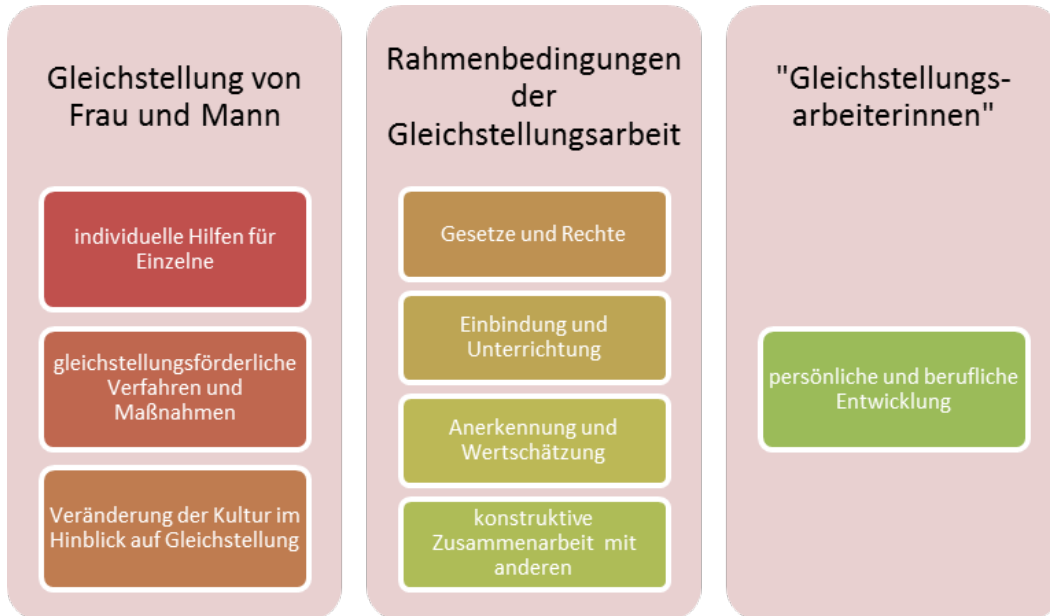 Gleichstellung von
Frau und Mann
individuelle Hilfen für
Einzelne
gleichstellungsförderliche
Verfahren und
Maßnahmen
Veränderung der Kultur im
Hinblick auf Gleichstellung
Rahmenbedingungen
der
Gleichstellungsarbeit
Gesetze und Rechte
Einbindung und
Unterrichtung
Anerkennung und
Wertschätzung
konstruktive
Zusammenarbeit mit
anderen
"Gleichstellungs-
arbeiterinnen"
persönliche und berufliche
Entwicklung